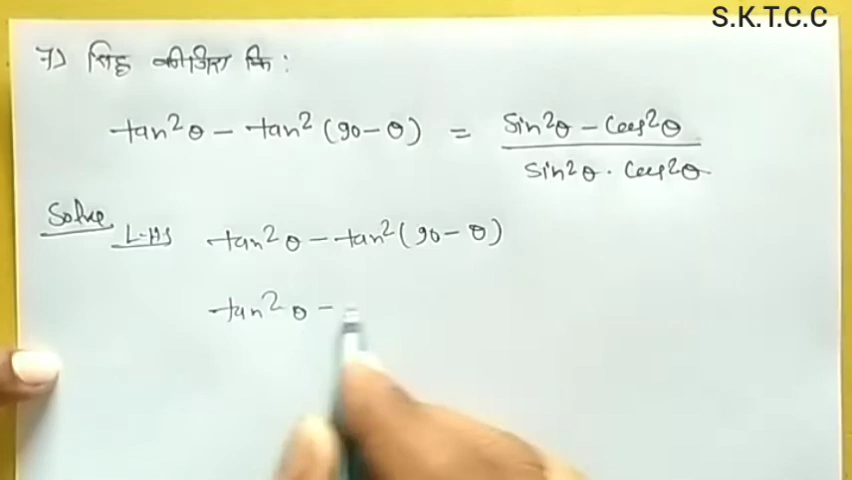 S.K.T.C.C
7) सिद्ध कीजिए कि :
tan²θ – tan² (90 – θ) = sin²θ – cos²θ / sin²θ · cos²θ
Solve
L.H.S tan²θ – tan² (90 – θ)
tan²θ –